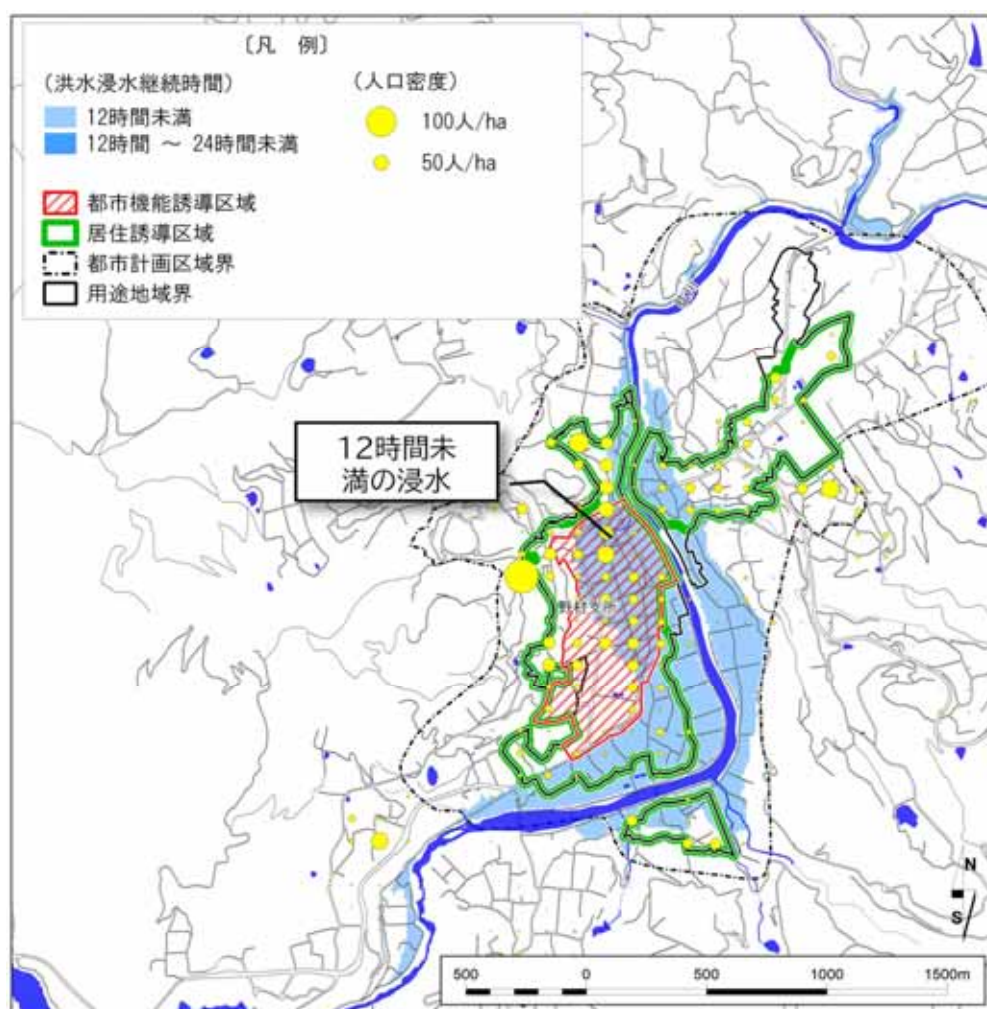 〔凡 例〕
(洪水浸水継続時間)
12時間未満
12時間 ～ 24時間未満
(人口密度)
100人/ha
50人/ha
都市機能誘導区域
居住誘導区域
都市計画区域界
用途地域界
12時間未
満の浸水
野村支所
N
S
500 0 500 1000 1500m